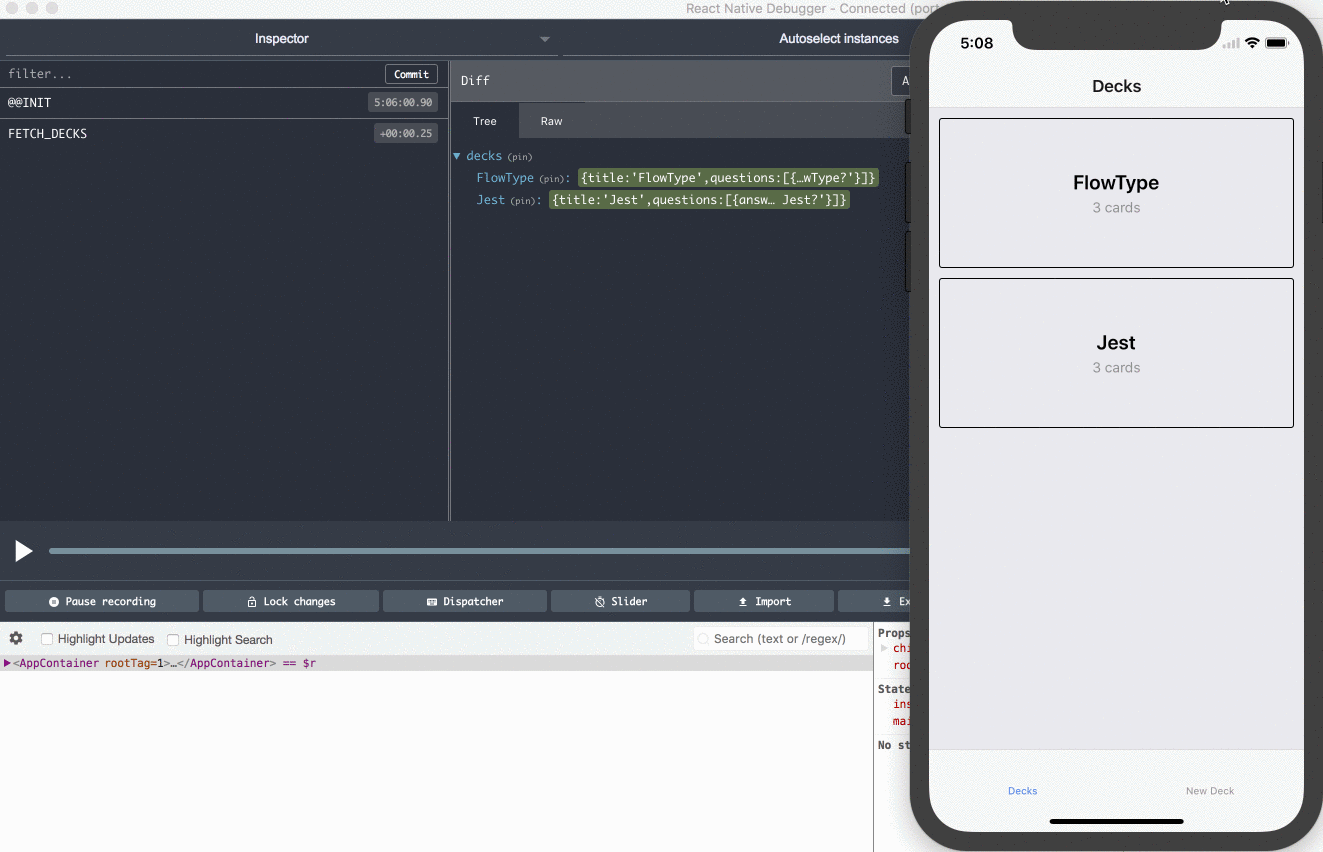 React Native Debugger - Connected (port
Inspector
Autoselect instances
filter...
Commit
@@INIT
5:06:00.90
FETCH_DECKS
+00:00.25
Diff
A
Tree
Raw
decks (pin)
FlowType (pin): {title:'FlowType',questions:[{…wType?'}]}
Jest (pin): {title:'Jest',questions:[{answ… Jest?'}]}
Pause recording
Lock changes
Dispatcher
Slider
Import
Ex
Highlight Updates
Highlight Search
Search (text or /regex/)
<AppContainer rootTag=1>…</AppContainer> == $r
Props
chi
roo
State
ins
mai
No st
5:08
Decks
FlowType
3 cards
Jest
3 cards
Decks
New Deck